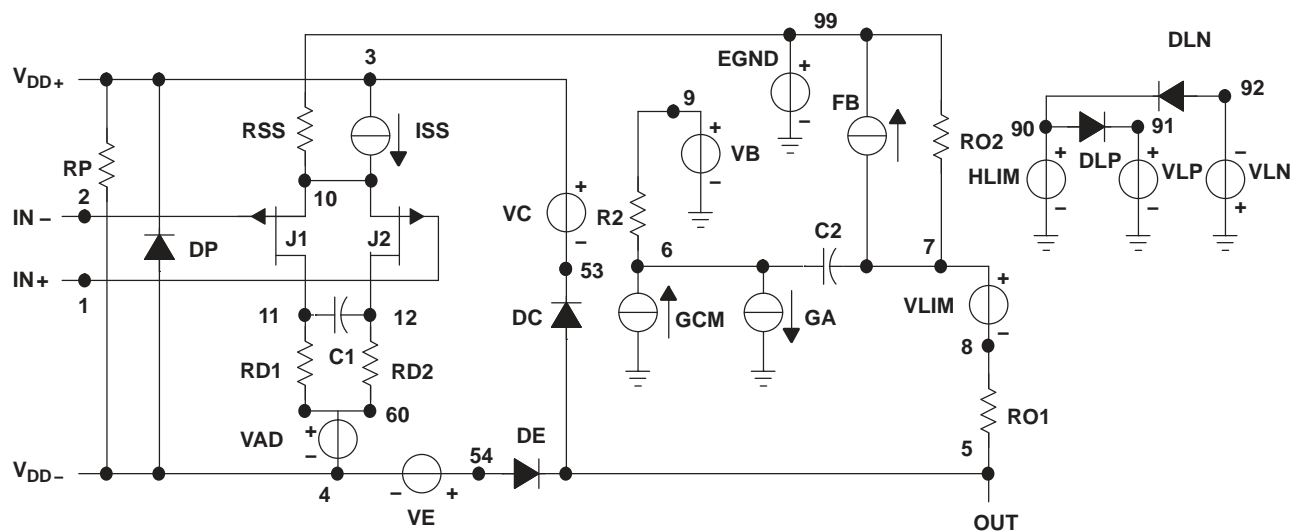 99
DLN
3
EGND
+
V_DD+
92
9
FB
+
90
91
RSS
ISS
+
VB
RO2
DLP
−
RP
−
+
+
−
HLIM
VLP
VLN
2
10
+
−
−
+
IN −
VC
R2
J1
J2
C2
DP
−
6
7
IN+
53
1
+
GCM
GA
VLIM
11
12
DC
−
C1
8
RD1
RD2
60
RO1
+
VAD
DE
−
54
5
V_DD−
4
−
+
VE
OUT